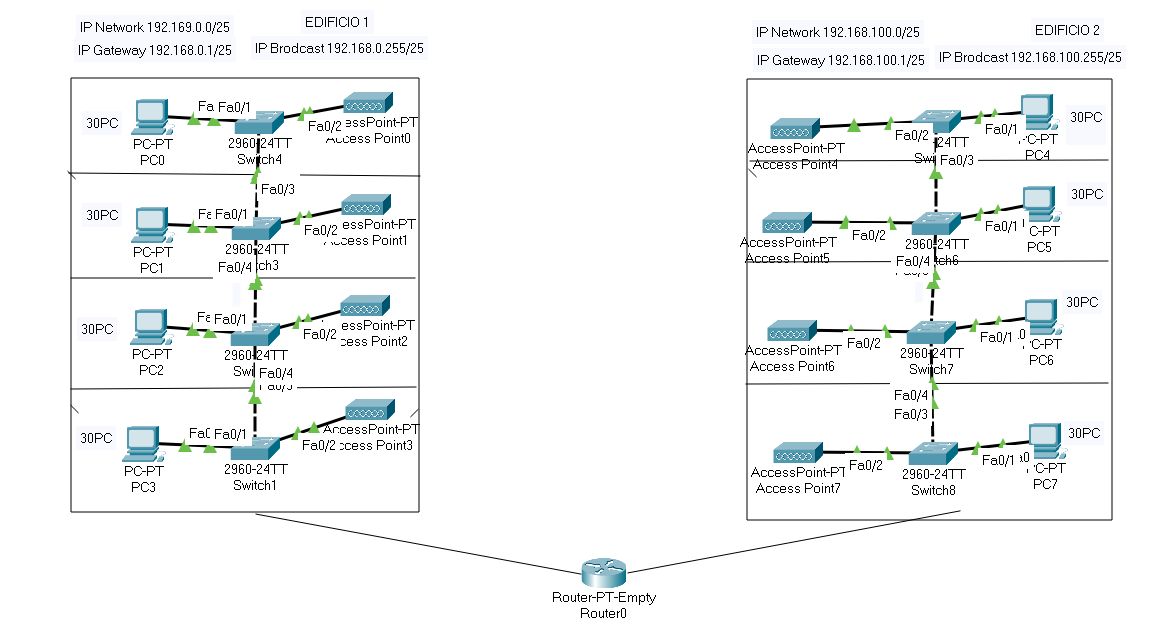 EDIFICIO 1
IP Network 192.169.0.0/25
IP Gateway 192.168.0.1/25
IP Brodcast 192.168.0.255/25
30PC
Fa0/1
Fa0/2
PC-PT
PC0
2960-24TT
Switch4
Access Point0
Fa0/3
30PC
Fa0/1
Fa0/2
PC-PT
PC1
2960-24TT
Fa0/4
30PC
Fa0/1
Fa0/2
PC-PT
PC2
2960-24TT
Fa0/4
30PC
Fa0/1
Fa0/2
AccessPoint-PT
PC-PT
PC3
2960-24TT
Switch1
EDIFICIO 2
IP Network 192.168.100.0/25
IP Gateway 192.168.100.1/25
IP Brodcast 192.168.100.255/25
30PC
Fa0/2
Fa0/1
AccessPoint-PT
Access Point4
PC4
Fa0/3
30PC
Fa0/2
Fa0/1
AccessPoint-PT
Access Point5
2960-24TT
PC5
Fa0/4
30PC
Fa0/2
Fa0/1
AccessPoint-PT
Access Point6
2960-24TT
Switch7
PC6
Fa0/4
Fa0/3
30PC
Fa0/2
Fa0/1
AccessPoint-PT
Access Point7
2960-24TT
Switch8
PC7
Router-PT-Empty
Router0